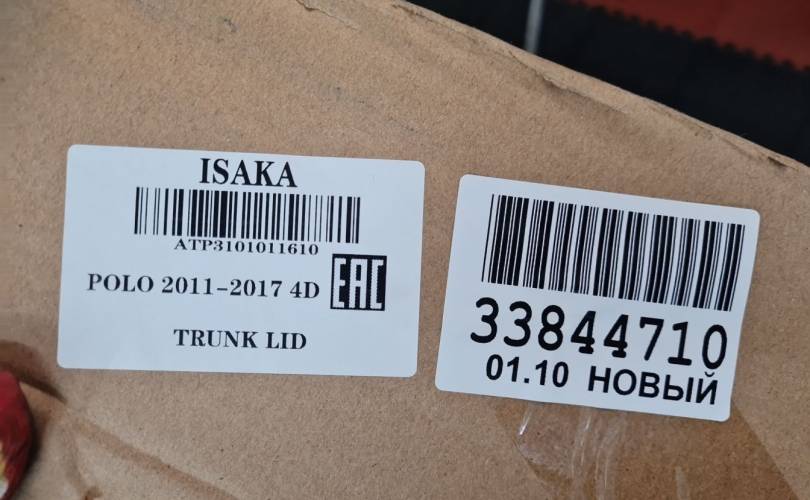 ISAKA
ATP3101011610
POLO 2011-2017 4D
EAC
TRUNK LID
33844710
01.10 НОВЫЙ